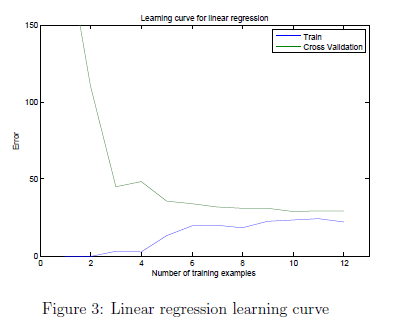 Learning curve for linear regression
150
Train
Cross Validation
100
Error
50
0
0 2 4 6 8 10 12
Number of training examples
Figure 3: Linear regression learning curve